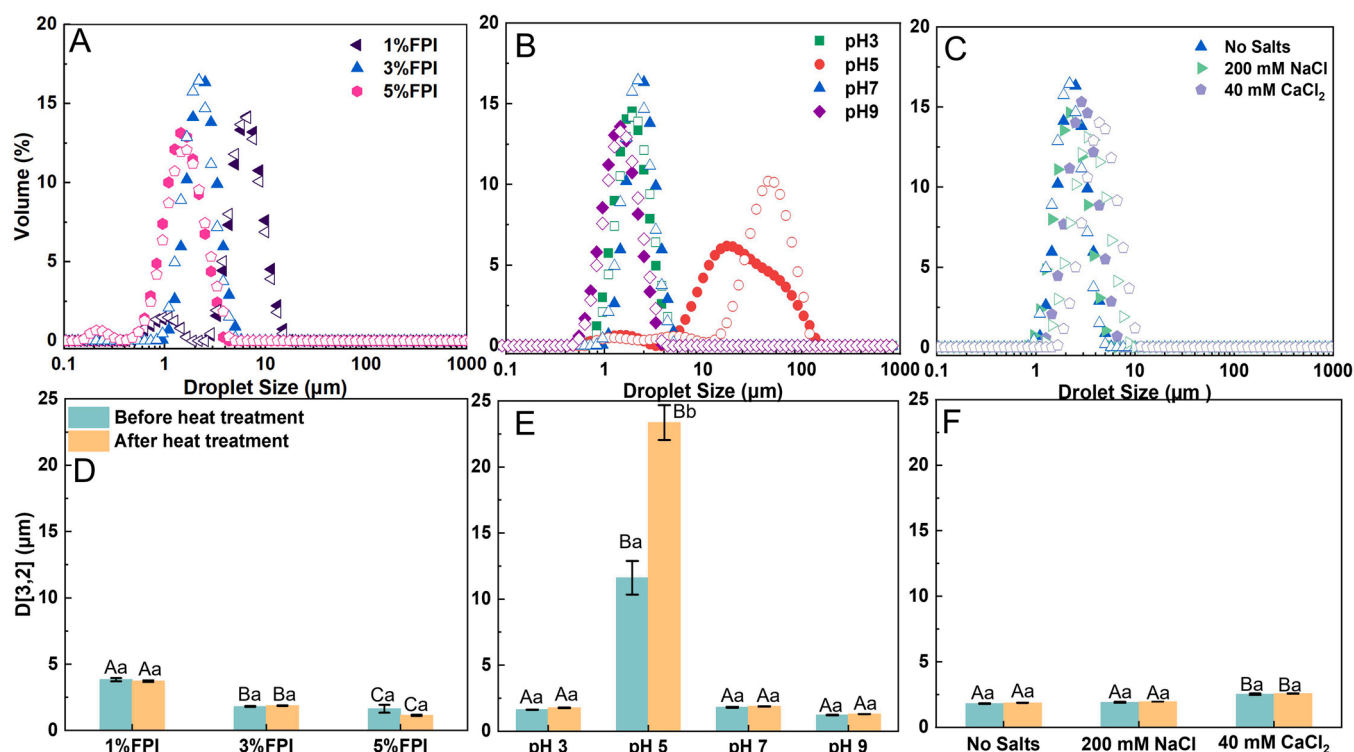 A
1%FPI
3%FPI
5%FPI
Volume (%)
20
15
10
5
0
0.1 1 10 100 1000
Droplet Size (μm)
B
pH3
pH5
pH7
pH9
20
15
10
5
0
0.1 1 10 100 1000
Droplet Size (μm)
C
No Salts
200 mM NaCl
40 mM CaCl₂
20
15
10
5
0
0.1 1 10 100 1000
Drolet Size (μm )
Before heat treatment
After heat treatment
D
D[3,2] (μm)
25
20
15
10
5
0
Aa Aa
Ba Ba
Ca Ca
1%FPI 3%FPI 5%FPI
E
25
20
15
10
5
0
Aa Aa
Ba Bb
Aa Aa
Aa Aa
pH 3 pH 5 pH 7 pH 9
F
25
20
15
10
5
0
Aa Aa
Aa Aa
Ba Ba
No Salts 200 mM NaCl 40 mM CaCl₂